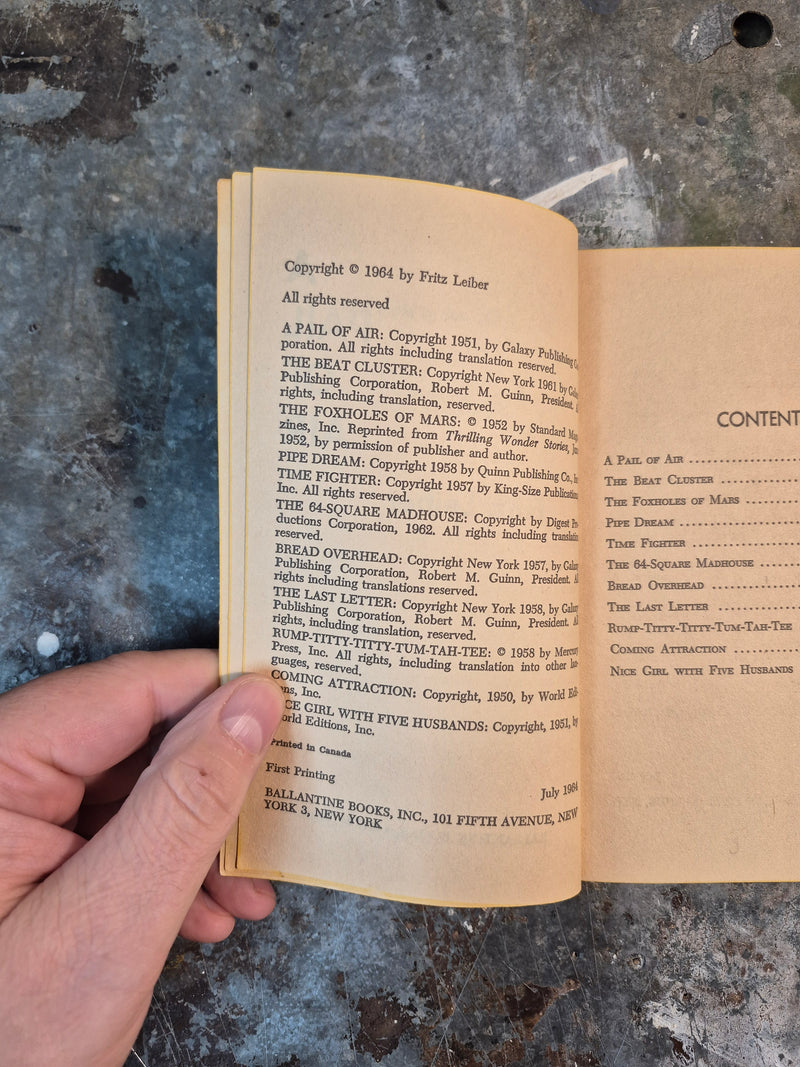 Copyright © 1964 by Fritz Leiber
All rights reserved
A PAIL OF AIR: Copyright 1951, by Galaxy Publishing
poration. All rights including translation reserved.
THE BEAT CLUSTER: Copyright New York 1961 by
Publishing Corporation, Robert M. Guinn, President.
rights, including translation, reserved.
THE FOXHOLES OF MARS: © 1952 by Standard
zines, Inc. Reprinted from Thrilling Wonder Stories,
1952, by permission of publisher and author.
PIPE DREAM: Copyright 1958 by Quinn Publishing Co.,
TIME FIGHTER: Copyright 1957 by King-Size
Inc. All rights reserved.
THE 64-SQUARE MADHOUSE: Copyright by Digest
ductions Corporation, 1962. All rights including
reserved.
BREAD OVERHEAD: Copyright New York 1957, by
Publishing Corporation, Robert M. Guinn, President.
rights including translations reserved.
THE LAST LETTER: Copyright New York 1958, by
Publishing Corporation, Robert M. Guinn, President.
rights, including translation, reserved.
RUMP-TITTY-TITTY-TUM-TAH-TEE: © 1958 by Mercury
Press, Inc. All rights, including translation into other lan-
guages, reserved.
COMING ATTRACTION: Copyright, 1950, by World Edi-
Inc.
GIRL WITH FIVE HUSBANDS: Copyright, 1951, by
Editions, Inc.
Printed in Canada
First Printing
July 1964
BALLANTINE BOOKS, INC., 101 FIFTH AVENUE, NEW
YORK 3, NEW YORK
CONTENT
A Pail of Air
The Beat Cluster
The Foxholes of Mars
Pipe Dream
Time Fighter
The 64-Square Madhouse
Bread Overhead
The Last Letter
Rump-Titty-Titty-Tum-Tah-Tee
Coming Attraction
Nice Girl with Five Husbands